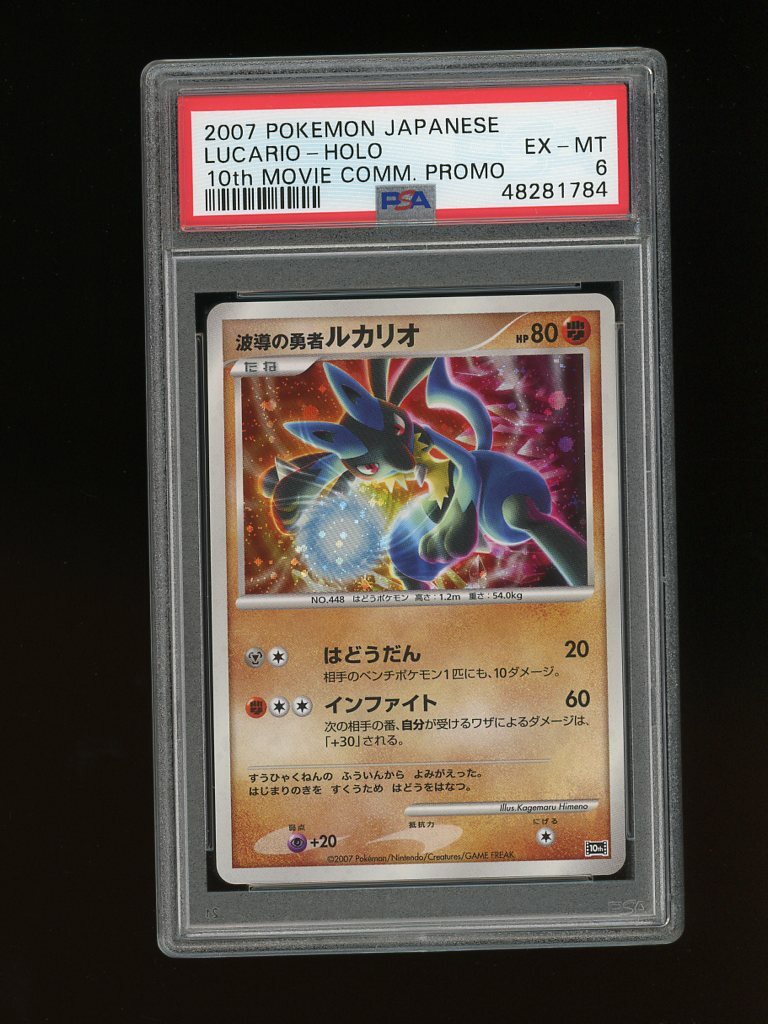 2007 POKEMON JAPANESE
LUCARIO - HOLO EX - MT
10th MOVIE COMM. PROMO 6
PSA 48281784
波導の勇者ルカリオ HP80
たね
NO.448 はどうポケモン 高さ:1.2m 重さ:54.0kg
はどうだん 20
相手のベンチポケモン1匹にも、10ダメージ。
インファイト 60
次の相手の番、自分が受けるワザによるダメージは、
「+30」される。
すうひゃくねんの ふういんから よみがえった。
はじまりのきを すくうため はどうをはなつ。
Illus. Kagemaru Himeno
弱点 抵抗力 にげる
+20
10th
©2007 Pokémon/Nintendo/Creatures/GAME FREAK
PSA